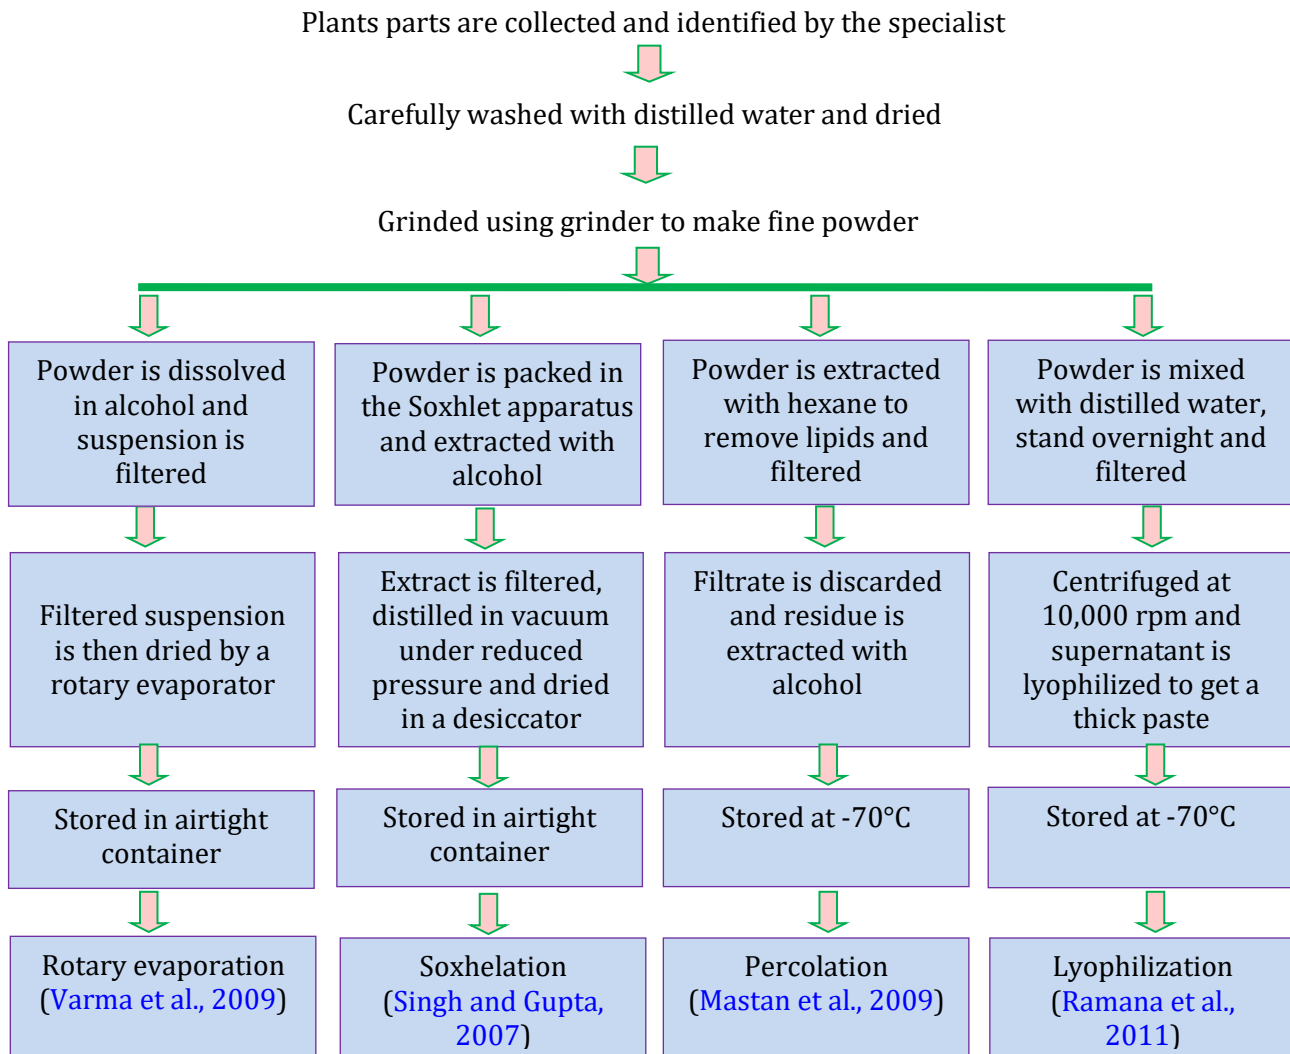 Plants parts are collected and identified by the specialist
Carefully washed with distilled water and dried
Grinded using grinder to make fine powder
Powder is dissolved
in alcohol and
suspension is
filtered
Powder is packed in
the Soxhlet apparatus
and extracted with
alcohol
Powder is extracted
with hexane to
remove lipids and
filtered
Powder is mixed
with distilled water,
stand overnight and
filtered
Filtered suspension
is then dried by a
rotary evaporator
Extract is filtered,
distilled in vacuum
under reduced
pressure and dried
in a desiccator
Filtrate is discarded
and residue is
extracted with
alcohol
Centrifuged at
10,000 rpm and
supernatant is
lyophilized to get a
thick paste
Stored in airtight
container
Stored in airtight
container
Stored at -70°C
Stored at -70°C
Rotary evaporation
(Varma et al., 2009)
Soxhelation
(Singh and Gupta,
2007)
Percolation
(Mastan et al., 2009)
Lyophilization
(Ramana et al.,
2011)